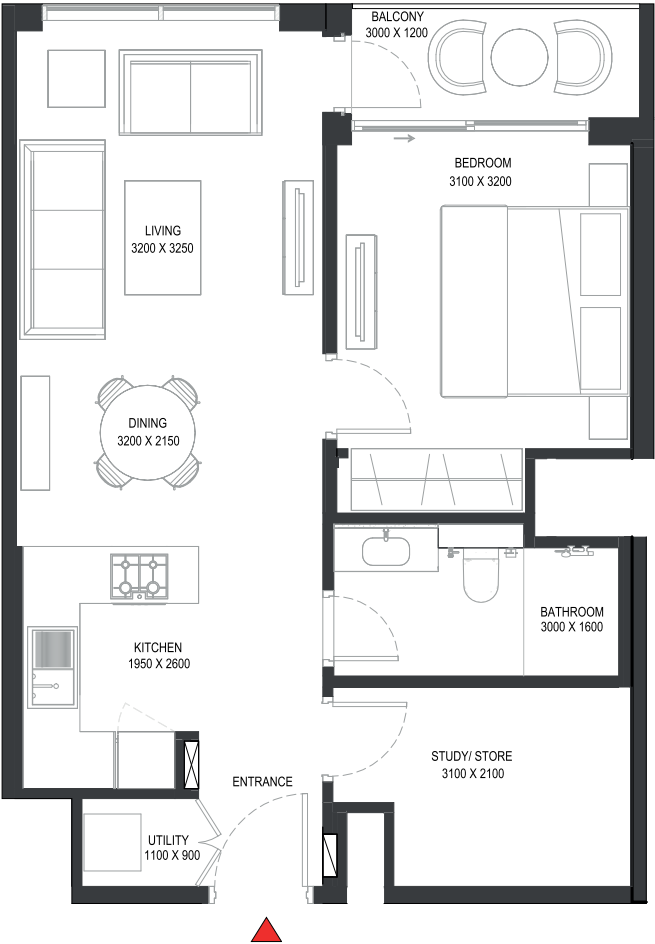 BALCONY
3000 X 1200
BEDROOM
3100 X 3200
LIVING
3200 X 3250
DINING
3200 X 2150
BATHROOM
3000 X 1600
KITCHEN
1950 X 2600
STUDY/ STORE
3100 X 2100
ENTRANCE
UTILITY
1100 X 900